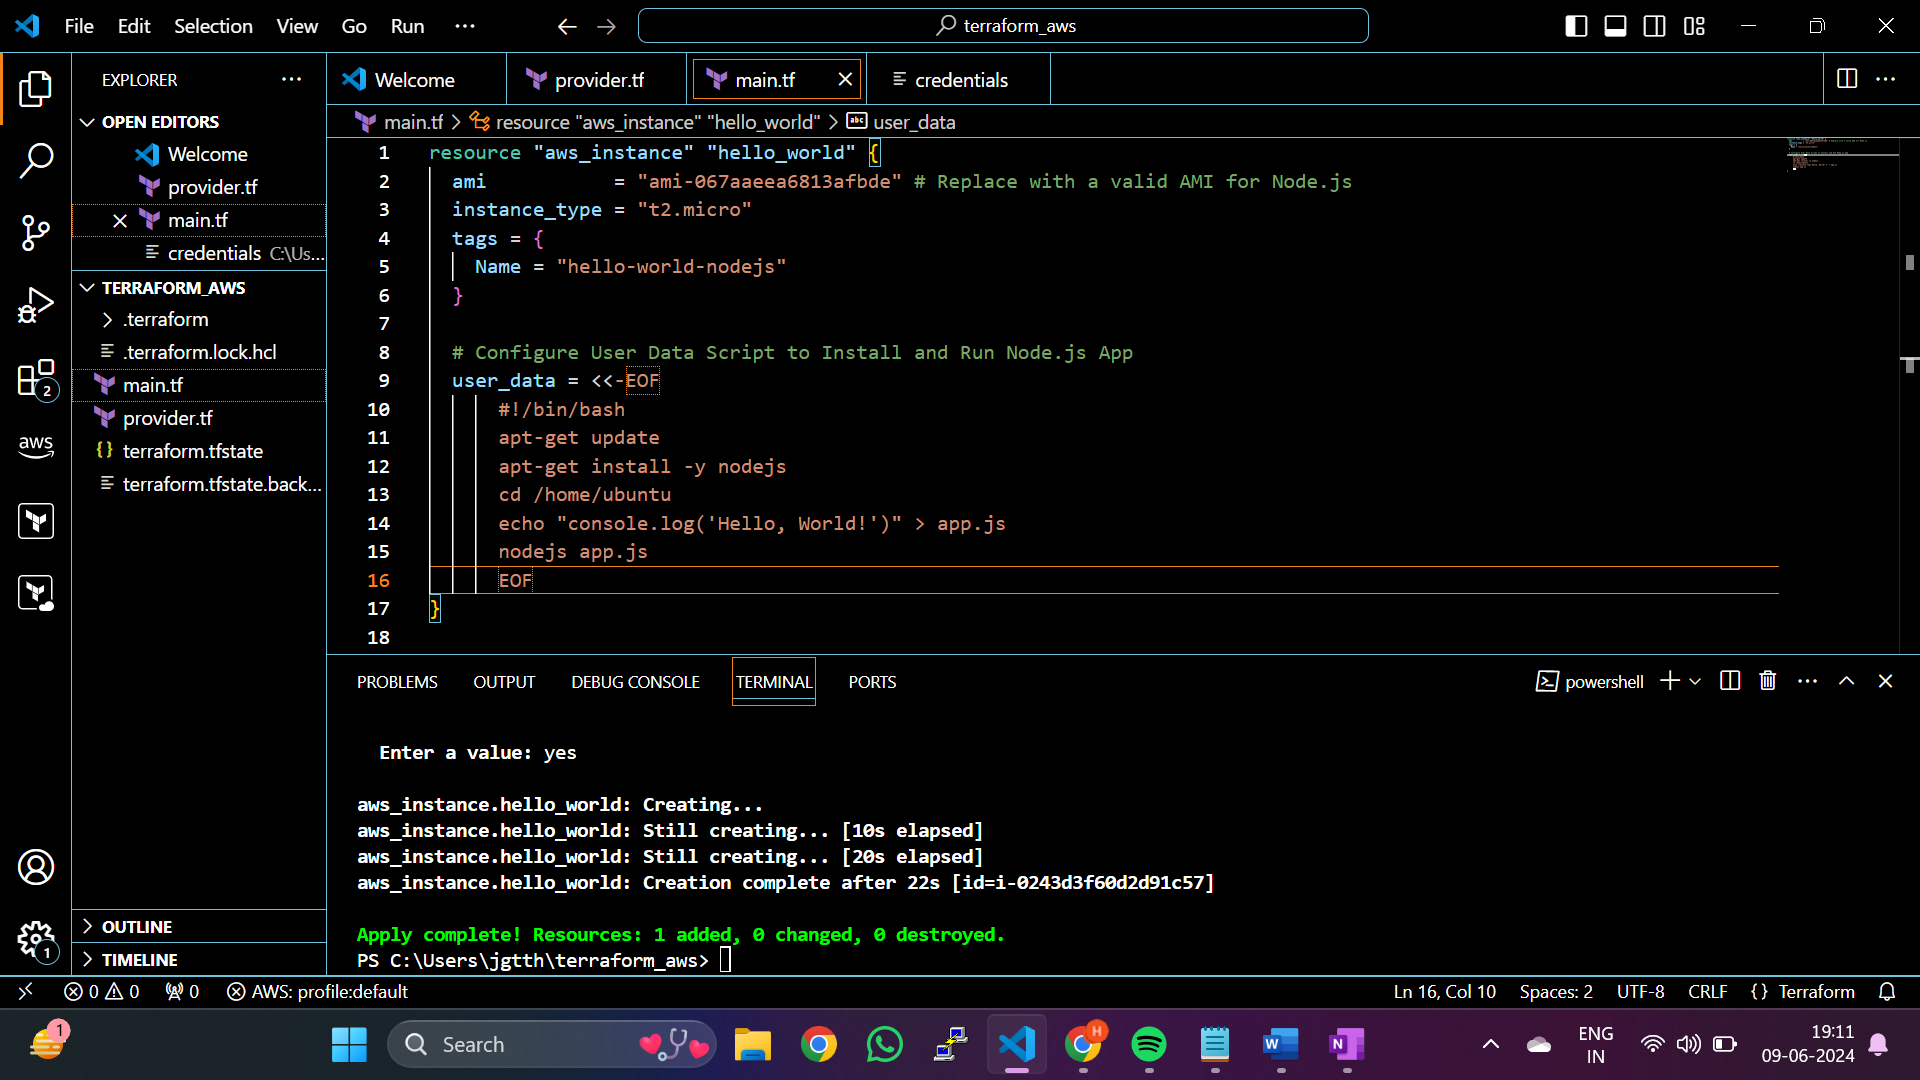 File Edit Selection View Go Run ··· terraform_aws
EXPLORER ···
Welcome provider.tf main.tf credentials ···
OPEN EDITORS
Welcome
provider.tf
main.tf
credentials C:\Us...
TERRAFORM_AWS
.terraform
.terraform.lock.hcl
main.tf
provider.tf
terraform.tfstate
terraform.tfstate.back...
OUTLINE
TIMELINE
2
aws
1
main.tf > resource "aws_instance" "hello_world" > abc user_data
1 resource "aws_instance" "hello_world" {
2 ami = "ami-067aaeea6813afbde" # Replace with a valid AMI for Node.js
3 instance_type = "t2.micro"
4 tags = {
5 Name = "hello-world-nodejs"
6 }
7
8 # Configure User Data Script to Install and Run Node.js App
9 user_data = <<-EOF
10 #!/bin/bash
11 apt-get update
12 apt-get install -y nodejs
13 cd /home/ubuntu
14 echo "console.log('Hello, World!')" > app.js
15 nodejs app.js
16 EOF
17 }
18
PROBLEMS OUTPUT DEBUG CONSOLE TERMINAL PORTS powershell ···
Enter a value: yes
aws_instance.hello_world: Creating...
aws_instance.hello_world: Still creating... [10s elapsed]
aws_instance.hello_world: Still creating... [20s elapsed]
aws_instance.hello_world: Creation complete after 22s [id=i-0243d3f60d2d91c57]
Apply complete! Resources: 1 added, 0 changed, 0 destroyed.
PS C:\Users\jgtth\terraform_aws>
0 0 0 AWS: profile:default Ln 16, Col 10 Spaces: 2 UTF-8 CRLF {} Terraform
1 Search H W N ENG 19:11
IN 09-06-2024